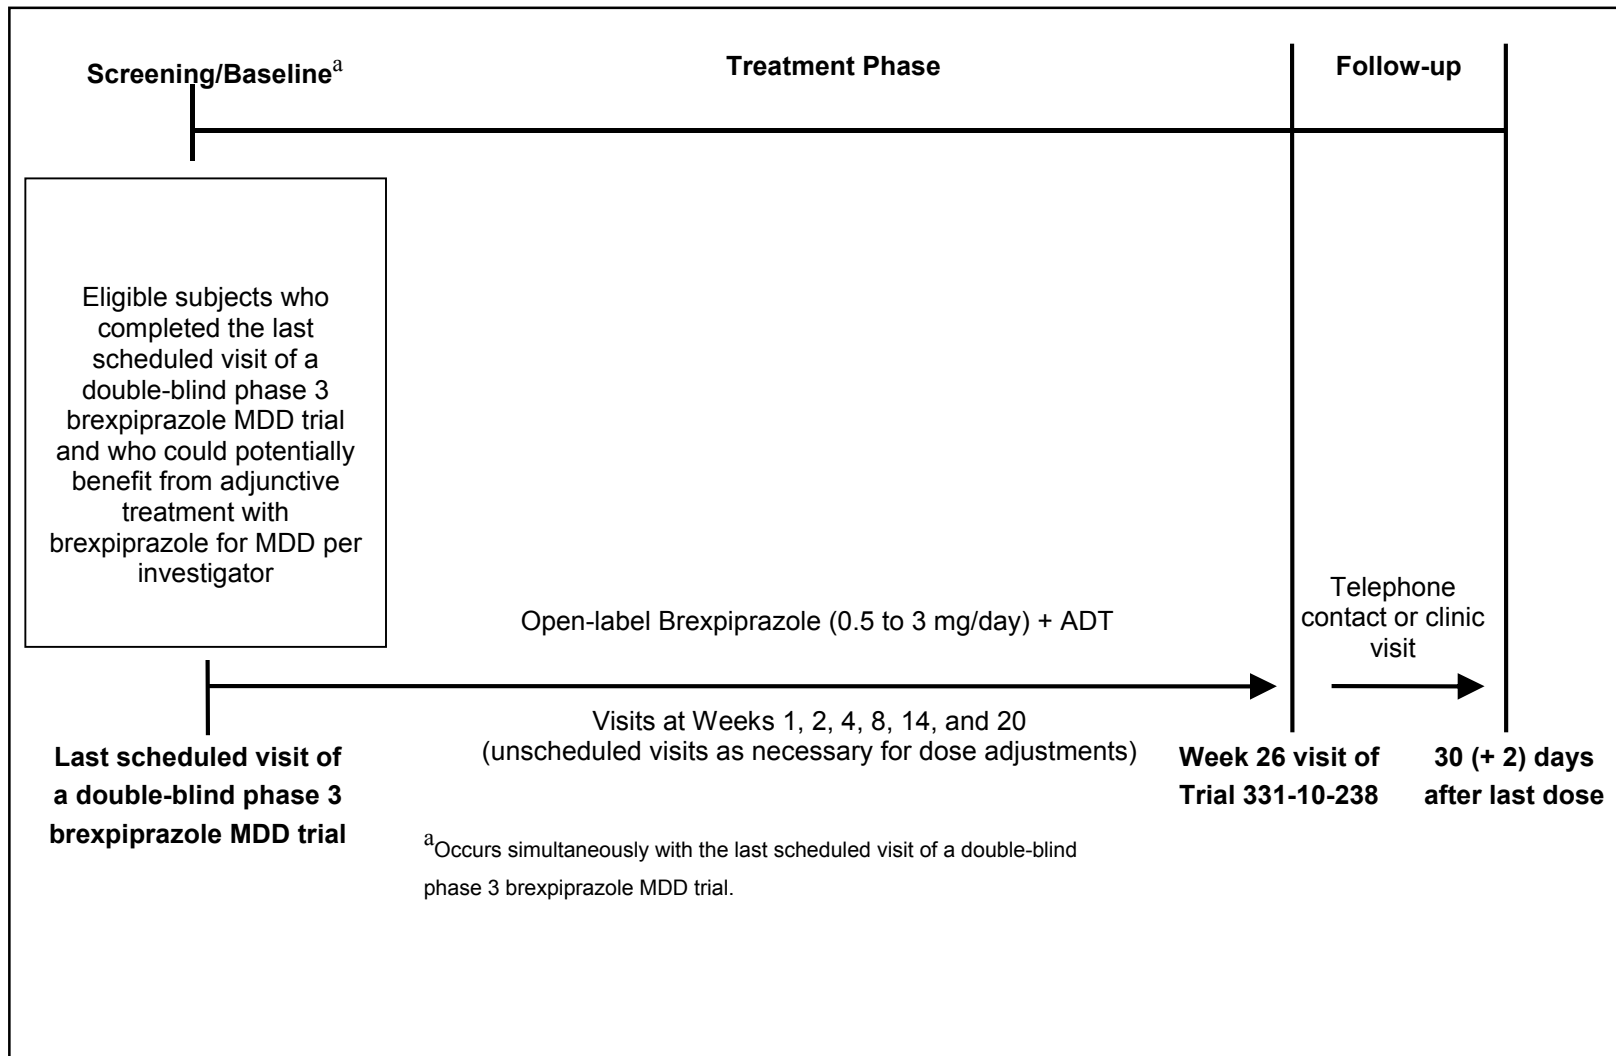 Screening/Baselineᵃ
Treatment Phase
Follow-up
Eligible subjects who
completed the last
scheduled visit of a
double-blind phase 3
brexpiprazole MDD trial
and who could potentially
benefit from adjunctive
treatment with
brexpiprazole for MDD per
investigator
Open-label Brexpiprazole (0.5 to 3 mg/day) + ADT
Telephone
contact or clinic
visit
Visits at Weeks 1, 2, 4, 8, 14, and 20
(unscheduled visits as necessary for dose adjustments)
Last scheduled visit of
a double-blind phase 3
brexpiprazole MDD trial
Week 26 visit of
Trial 331-10-238
30 (+ 2) days
after last dose
ᵃOccurs simultaneously with the last scheduled visit of a double-blind
phase 3 brexpiprazole MDD trial.